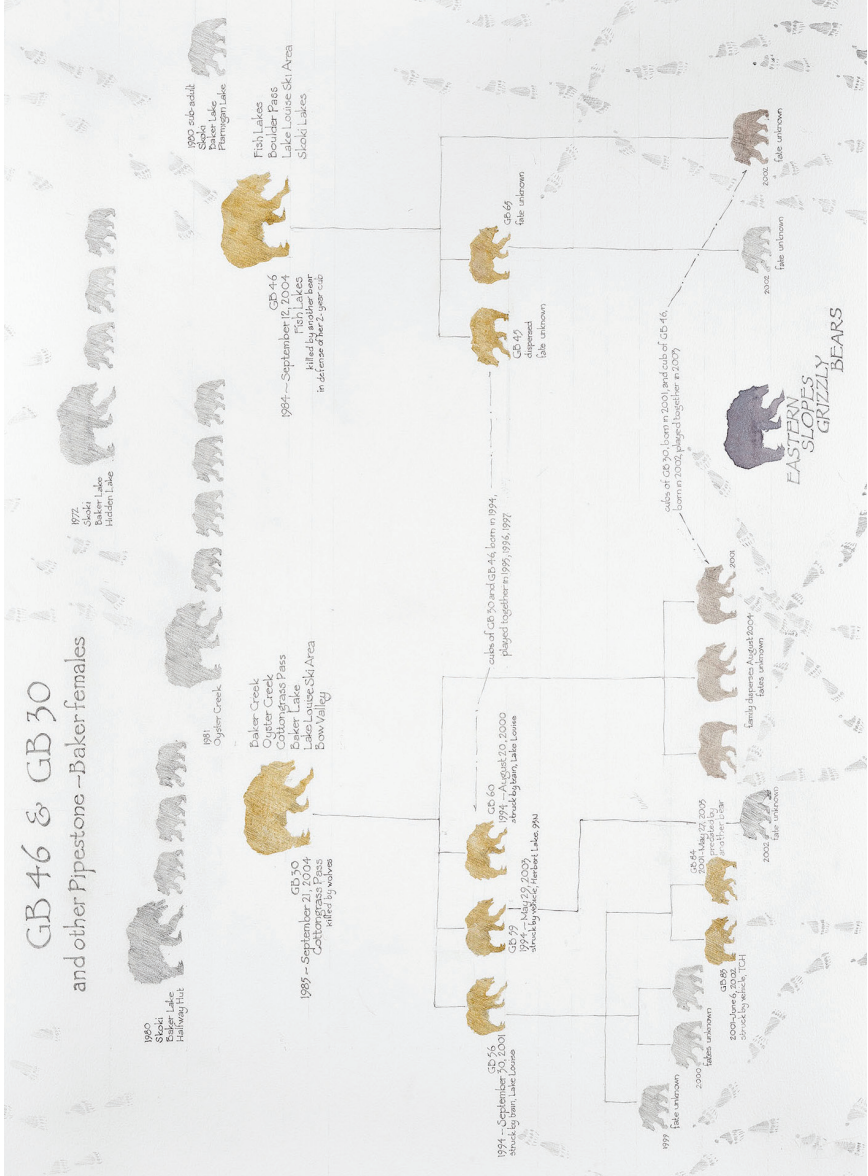 GB 46 & GB 30
and other Pipestone – Baker females
1980
Skoki
Baker Lake
Halfway Hut
1972
Skoki
Baker Lake
Hidden Lake
1980 sub-adult
Skoki
Baker Lake
Ptarmigan Lake
1981
Oyster Creek
Baker Creek
Oyster Creek
Cottongrass Pass
Baker Lake
Lake Louise Ski Area
Bow Valley
GB 30
1985 – September 21, 2004
Cottongrass Pass
killed by wolves
Fish Lakes
Boulder Pass
Lake Louise Ski Area
Skoki Lakes
GB 46
1984 – September 12, 2004
Fish Lakes
killed by another bear
in defense of her 2-year cub
GB 56
1994 – September 30, 2001
struck by train, Lake Louise
GB 59
1994 – May 29, 2003
struck by vehicle, Herbert Lake, 93N
GB 60
1994 – August 20, 2000
struck by train, Lake Louise
cubs of GB 30 and GB 46, born in 1994,
played together in 1995, 1996, 1997
GB 49
dispersed
fate unknown
GB 65
fate unknown
1999
fate unknown
2000
fates unknown
GB 83
2001–June 6, 2002
struck by vehicle, TCH
GB 84
2001–May 27, 2003
predated by
another bear
2002
fate unknown
family disperses August 2004
fates unknown
2001
cubs of GB 30, born in 2001, and cub of GB 46,
born in 2002, played together in 2003
2002
fate unknown
2002
fate unknown
EASTERN
SLOPES
GRIZZLY
BEARS